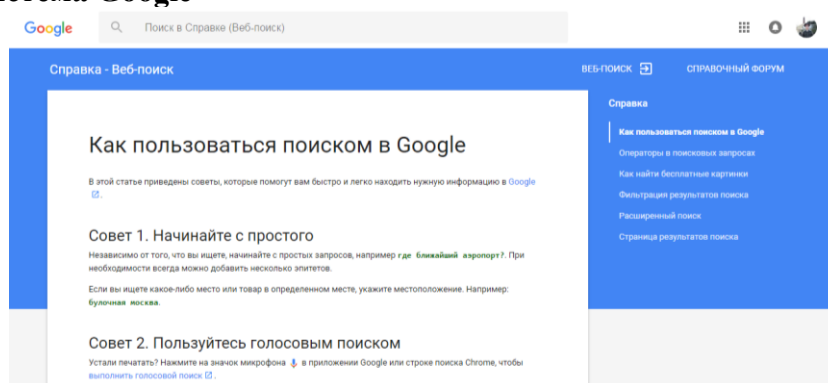 Google
Google
Поиск в Справке (Веб-поиск)
Справка - Веб-поиск
ВЕБ-ПОИСК
СПРАВОЧНЫЙ ФОРУМ
Как пользоваться поиском в Google
В этой статье приведены советы, которые помогут вам быстро и легко находить нужную информацию в Google
.
Совет 1. Начинайте с простого
Независимо от того, что вы ищете, начинайте с простых запросов, например где ближайший аэропорт?. При
необходимости всегда можно добавить несколько эпитетов.
Если вы ищете какое-либо место или товар в определенном месте, укажите местоположение. Например:
булочная москва.
Совет 2. Пользуйтесь голосовым поиском
Устали печатать? Нажмите на значок микрофона в приложении Google или строке поиска Chrome, чтобы
выполнить голосовой поиск .
Справка
Как пользоваться поиском в Google
Операторы в поисковых запросах
Как найти бесплатные картинки
Фильтрация результатов поиска
Расширенный поиск
Страница результатов поиска